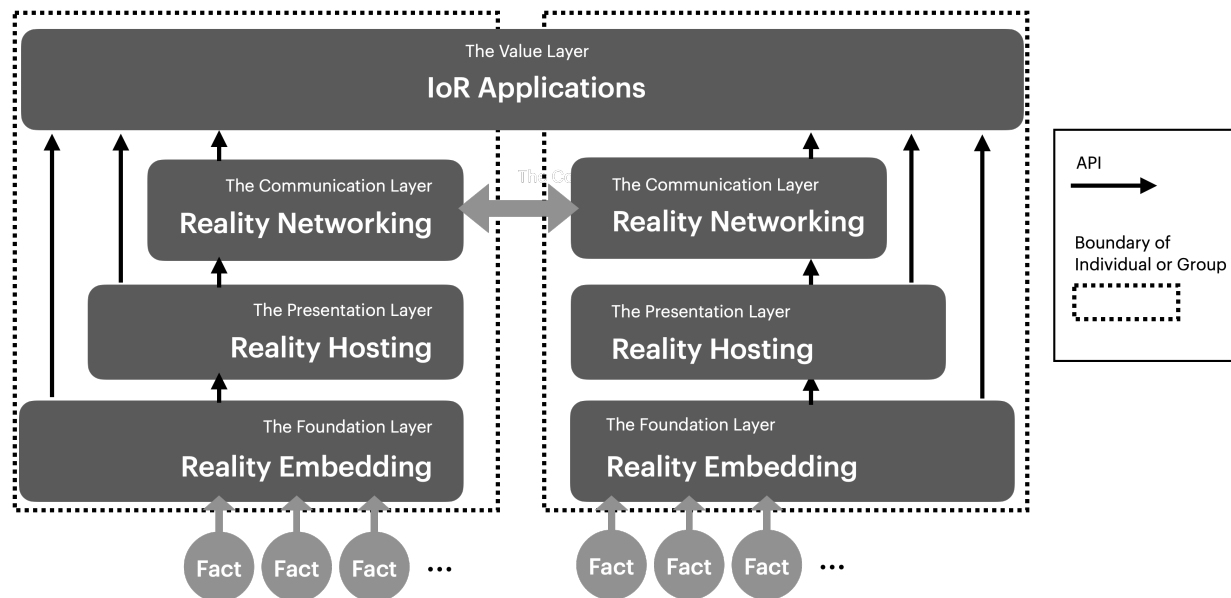 The Value Layer
IoR Applications
The Communication Layer
Reality Networking
The Co
The Communication Layer
Reality Networking
The Presentation Layer
Reality Hosting
The Presentation Layer
Reality Hosting
The Foundation Layer
Reality Embedding
The Foundation Layer
Reality Embedding
Fact
Fact
Fact
...
Fact
Fact
Fact
...
API
Boundary of
Individual or Group